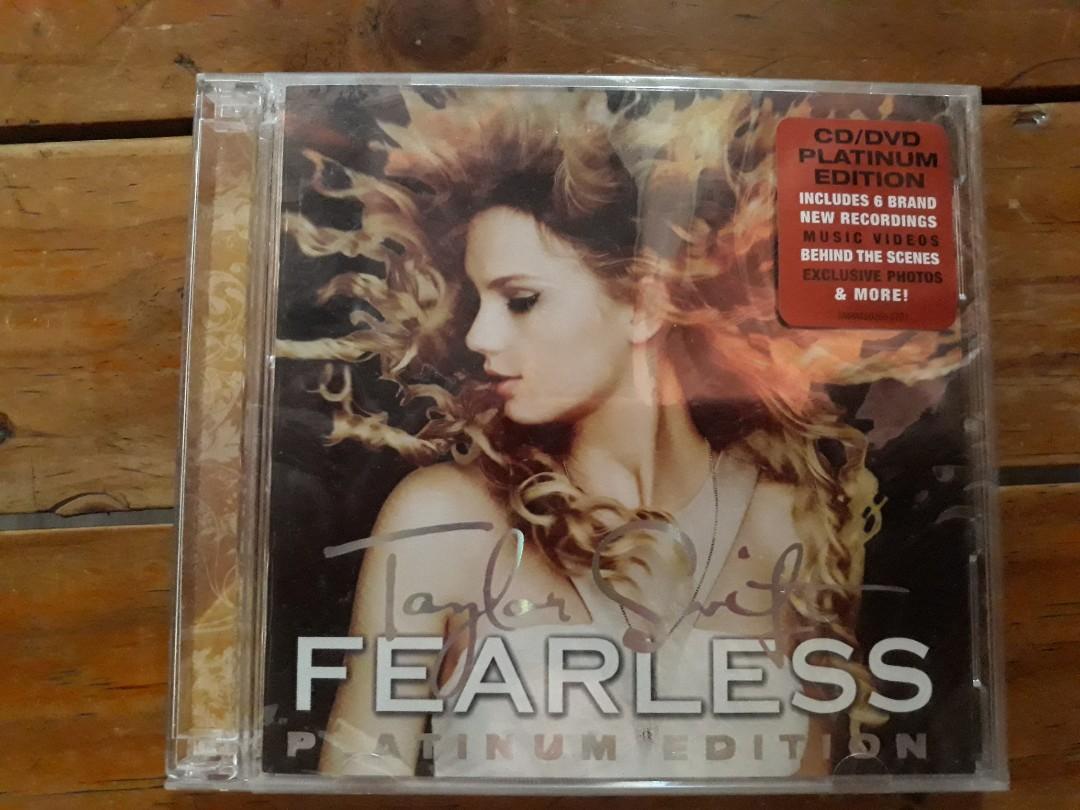 CD/DVD
PLATINUM
EDITION
INCLUDES 6 BRAND
NEW RECORDINGS
MUSIC VIDEOS
BEHIND THE SCENES
EXCLUSIVE PHOTOS
& MORE!
Taylor Swift
FEARLESS
PLATINUM EDITION